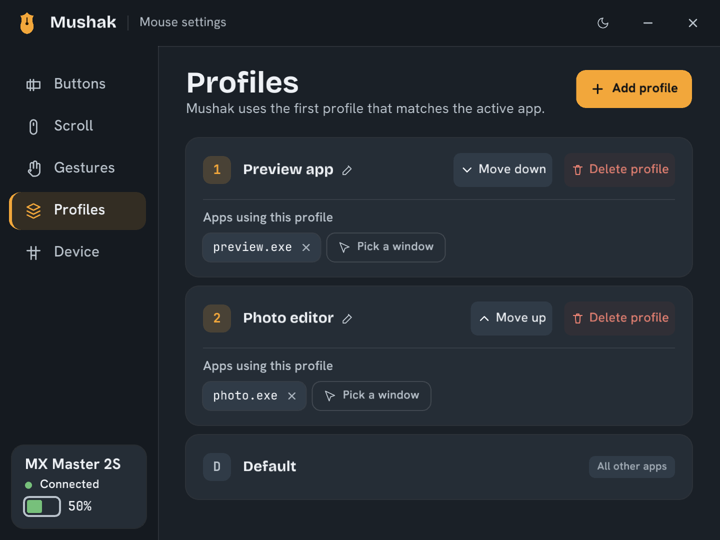 Mushak
Mouse settings
Buttons
Scroll
Gestures
Profiles
Device
MX Master 2S
Connected
50%
Profiles
Mushak uses the first profile that matches the active app.
Add profile
1 Preview app Move down Delete profile
Apps using this profile
preview.exe Pick a window
2 Photo editor Move up Delete profile
Apps using this profile
photo.exe Pick a window
D Default All other apps